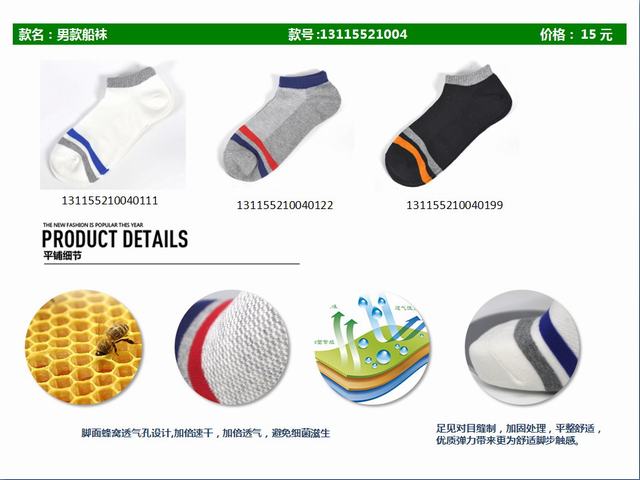 款名：男款船袜 款号:13115521004 价格： 15 元
131155210040111
131155210040122
131155210040199
THE NEW FASHION IS POPULAR THIS YEAR
PRODUCT DETAILS
平铺细节
脚面蜂窝透气孔设计,加倍速干，加倍透气，避免细菌滋生
足见对目缝制，加固处理，平整舒适，
优质弹力带来更为舒适脚步触感。